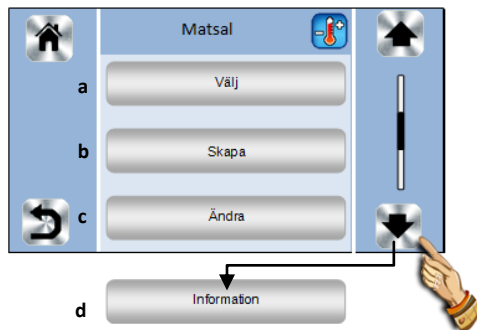 Matsal
a Välj
b Skapa
c Ändra
d Information